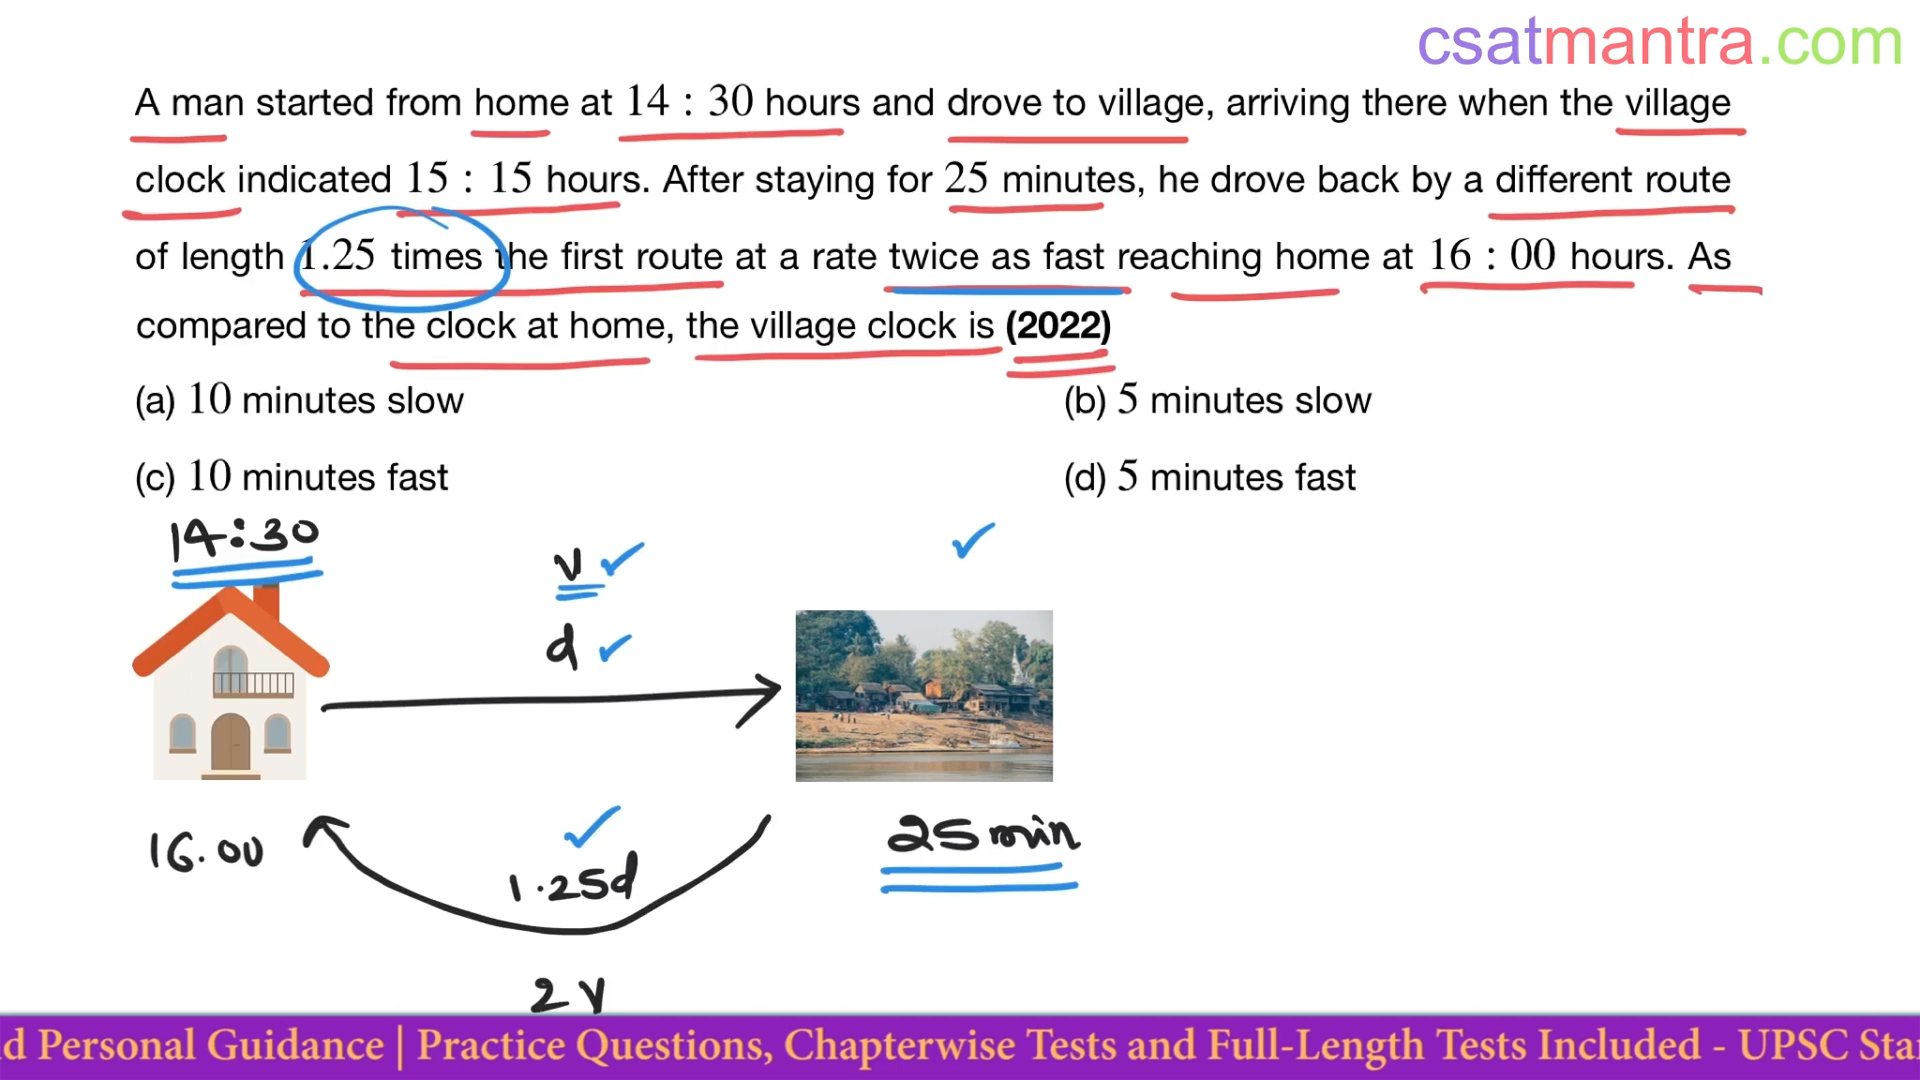 csatmantra.com
A man started from home at 14 : 30 hours and drove to village, arriving there when the village
clock indicated 15 : 15 hours. After staying for 25 minutes, he drove back by a different route
of length 1.25 times the first route at a rate twice as fast reaching home at 16 : 00 hours. As
compared to the clock at home, the village clock is (2022)
(a) 10 minutes slow
(b) 5 minutes slow
(c) 10 minutes fast
(d) 5 minutes fast
14:30
v
d
16.00
25 min
1.25d
2v
d Personal Guidance | Practice Questions, Chapterwise Tests and Full-Length Tests Included - UPSC Sta